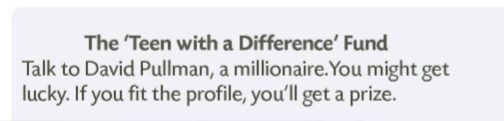 The ‘Teen with a Difference’ Fund
Talk to David Pullman, a millionaire.You might get
lucky. If you fit the profile, you’ll get a prize.